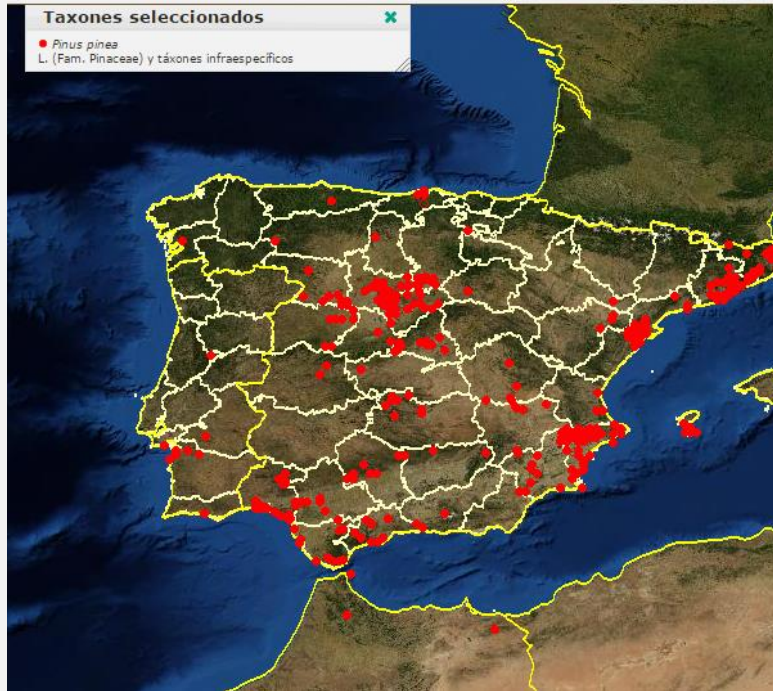 Taxones seleccionados
Pinus pinea
L. (Fam. Pinaceae) y táxones infraespecíficos